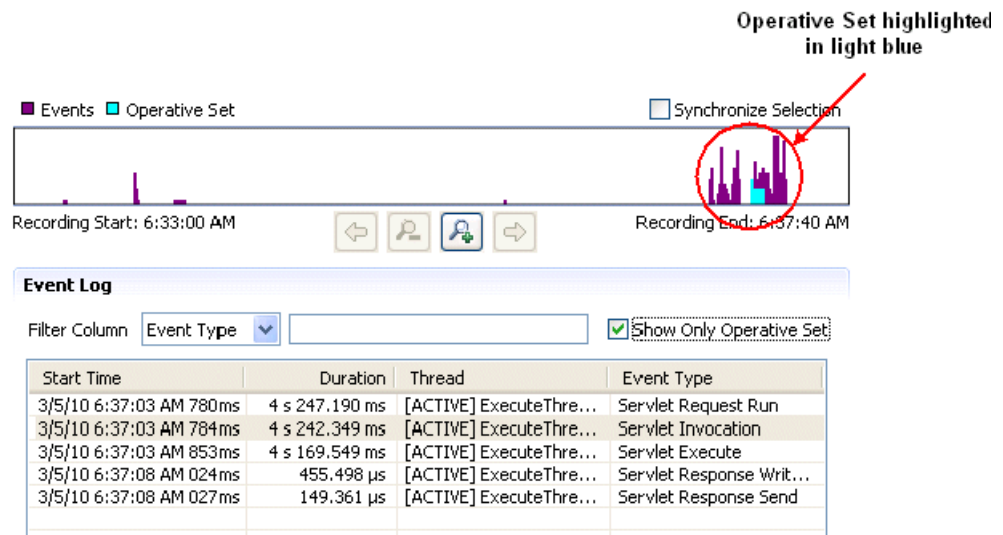 Operative Set highlighted
in light blue
Events Operative Set Synchronize Selection
Recording Start: 6:33:00 AM Recording End: 6:37:40 AM
Event Log
Filter Column Event Type Show Only Operative Set
Start Time Duration Thread Event Type
3/5/10 6:37:03 AM 780ms 4 s 247.190 ms [ACTIVE] ExecuteThre... Servlet Request Run
3/5/10 6:37:03 AM 784ms 4 s 242.349 ms [ACTIVE] ExecuteThre... Servlet Invocation
3/5/10 6:37:03 AM 853ms 4 s 169.549 ms [ACTIVE] ExecuteThre... Servlet Execute
3/5/10 6:37:08 AM 024ms 455.498 µs [ACTIVE] ExecuteThre... Servlet Response Writ...
3/5/10 6:37:08 AM 027ms 149.361 µs [ACTIVE] ExecuteThre... Servlet Response Send